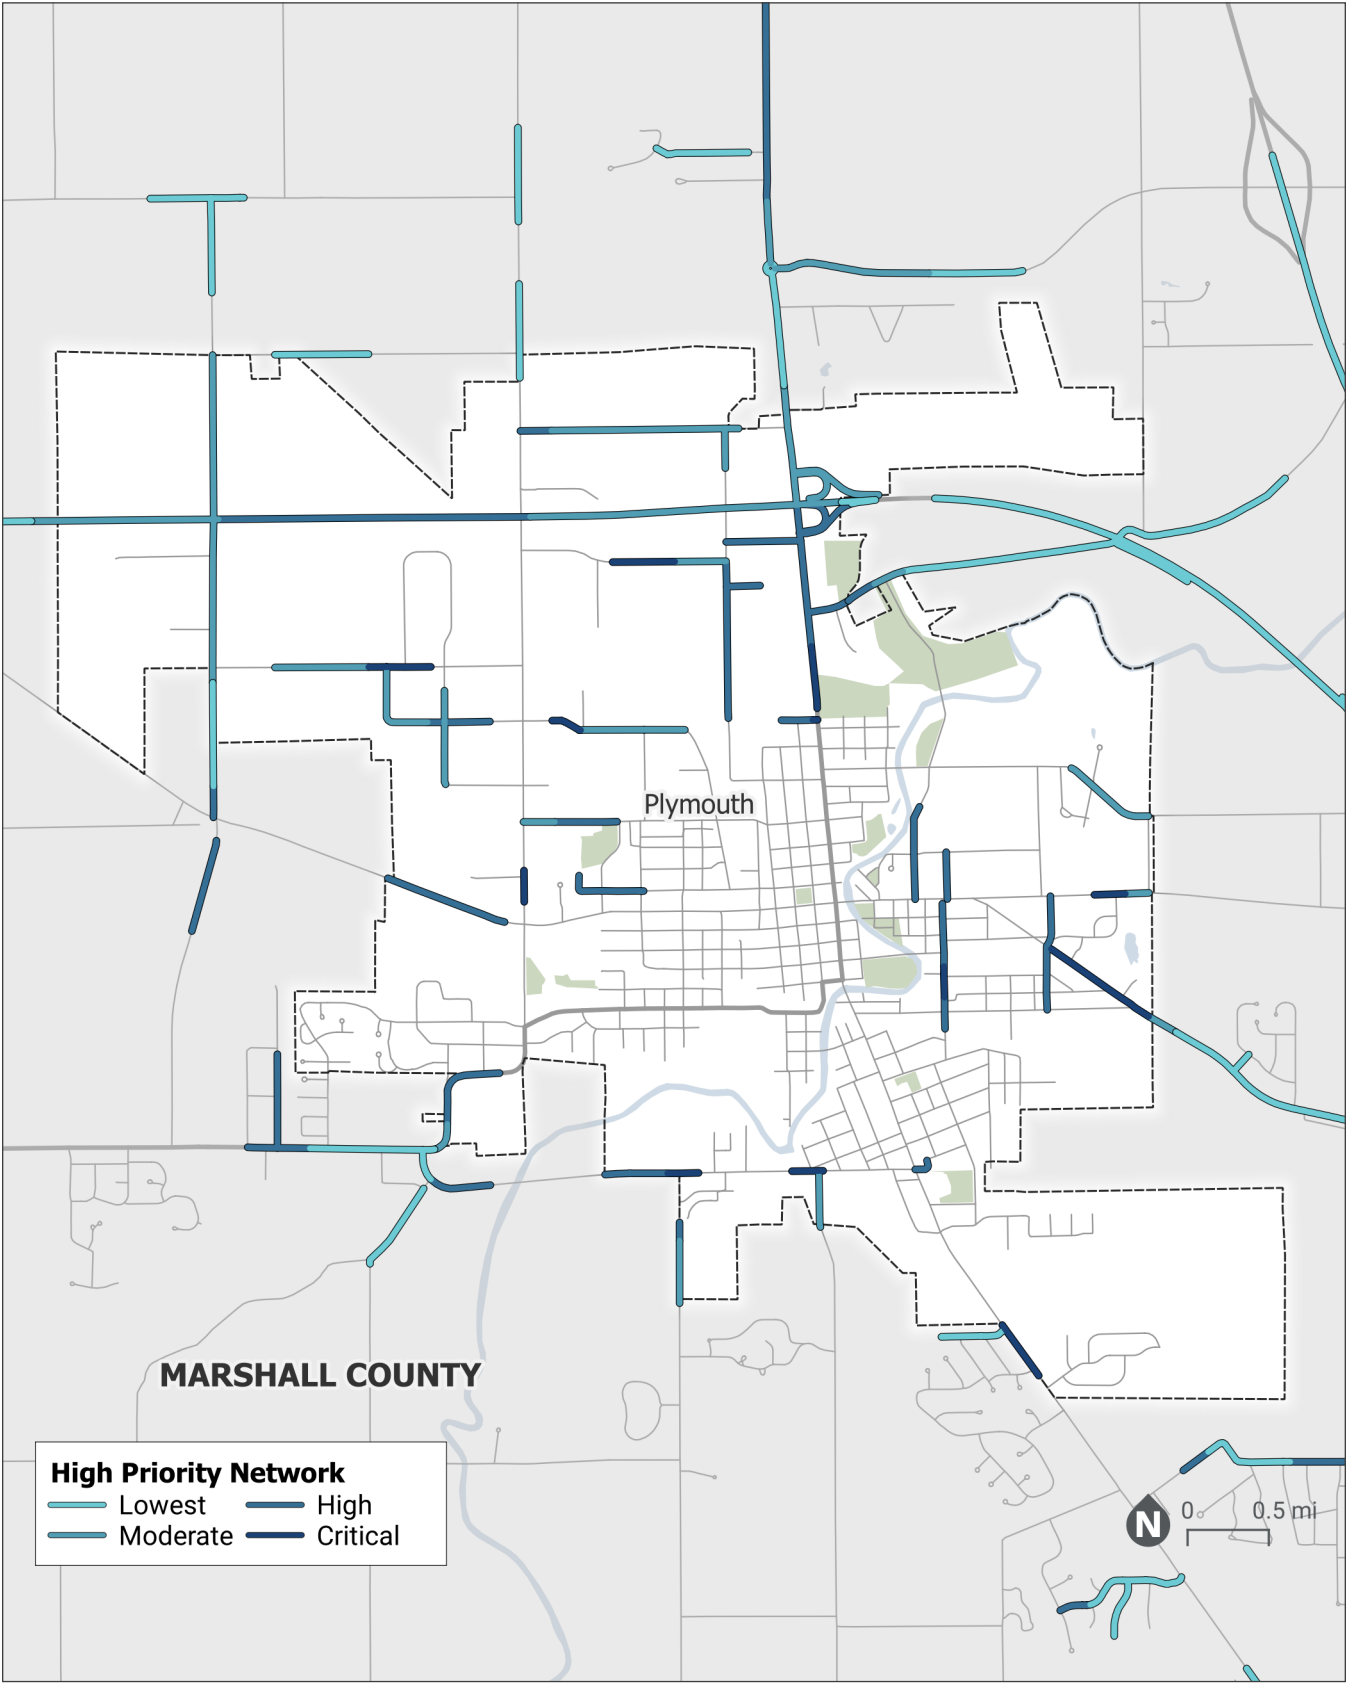 Plymouth
MARSHALL COUNTY
High Priority Network
Lowest High
Moderate Critical
N 0 0.5 mi